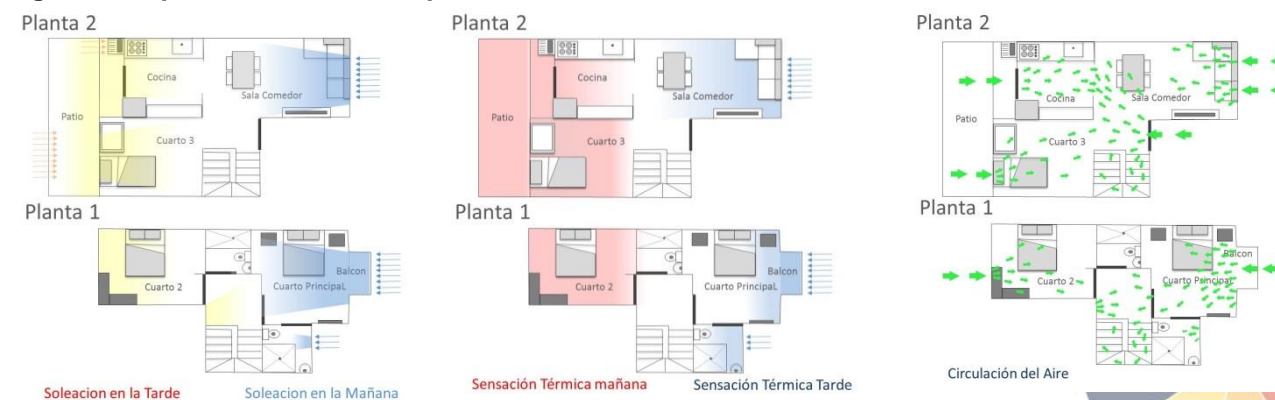 Planta 2
Cocina
Sala Comedor
Patio
Cuarto 3
Planta 1
Balcon
Cuarto 2
Cuarto PrincipaL
Soleacion en la Tarde
Soleacion en la Mañana
Planta 2
Cocina
Sala Comedor
Patio
Cuarto 3
Planta 1
Balcon
Cuarto 2
Cuarto PrincipaL
Sensación Térmica mañana
Sensación Térmica Tarde
Planta 2
Cocina
Sala Comedor
Patio
Cuarto 3
Planta 1
Balcon
Cuarto 2
Cuarto PrincipaL
Circulación del Aire